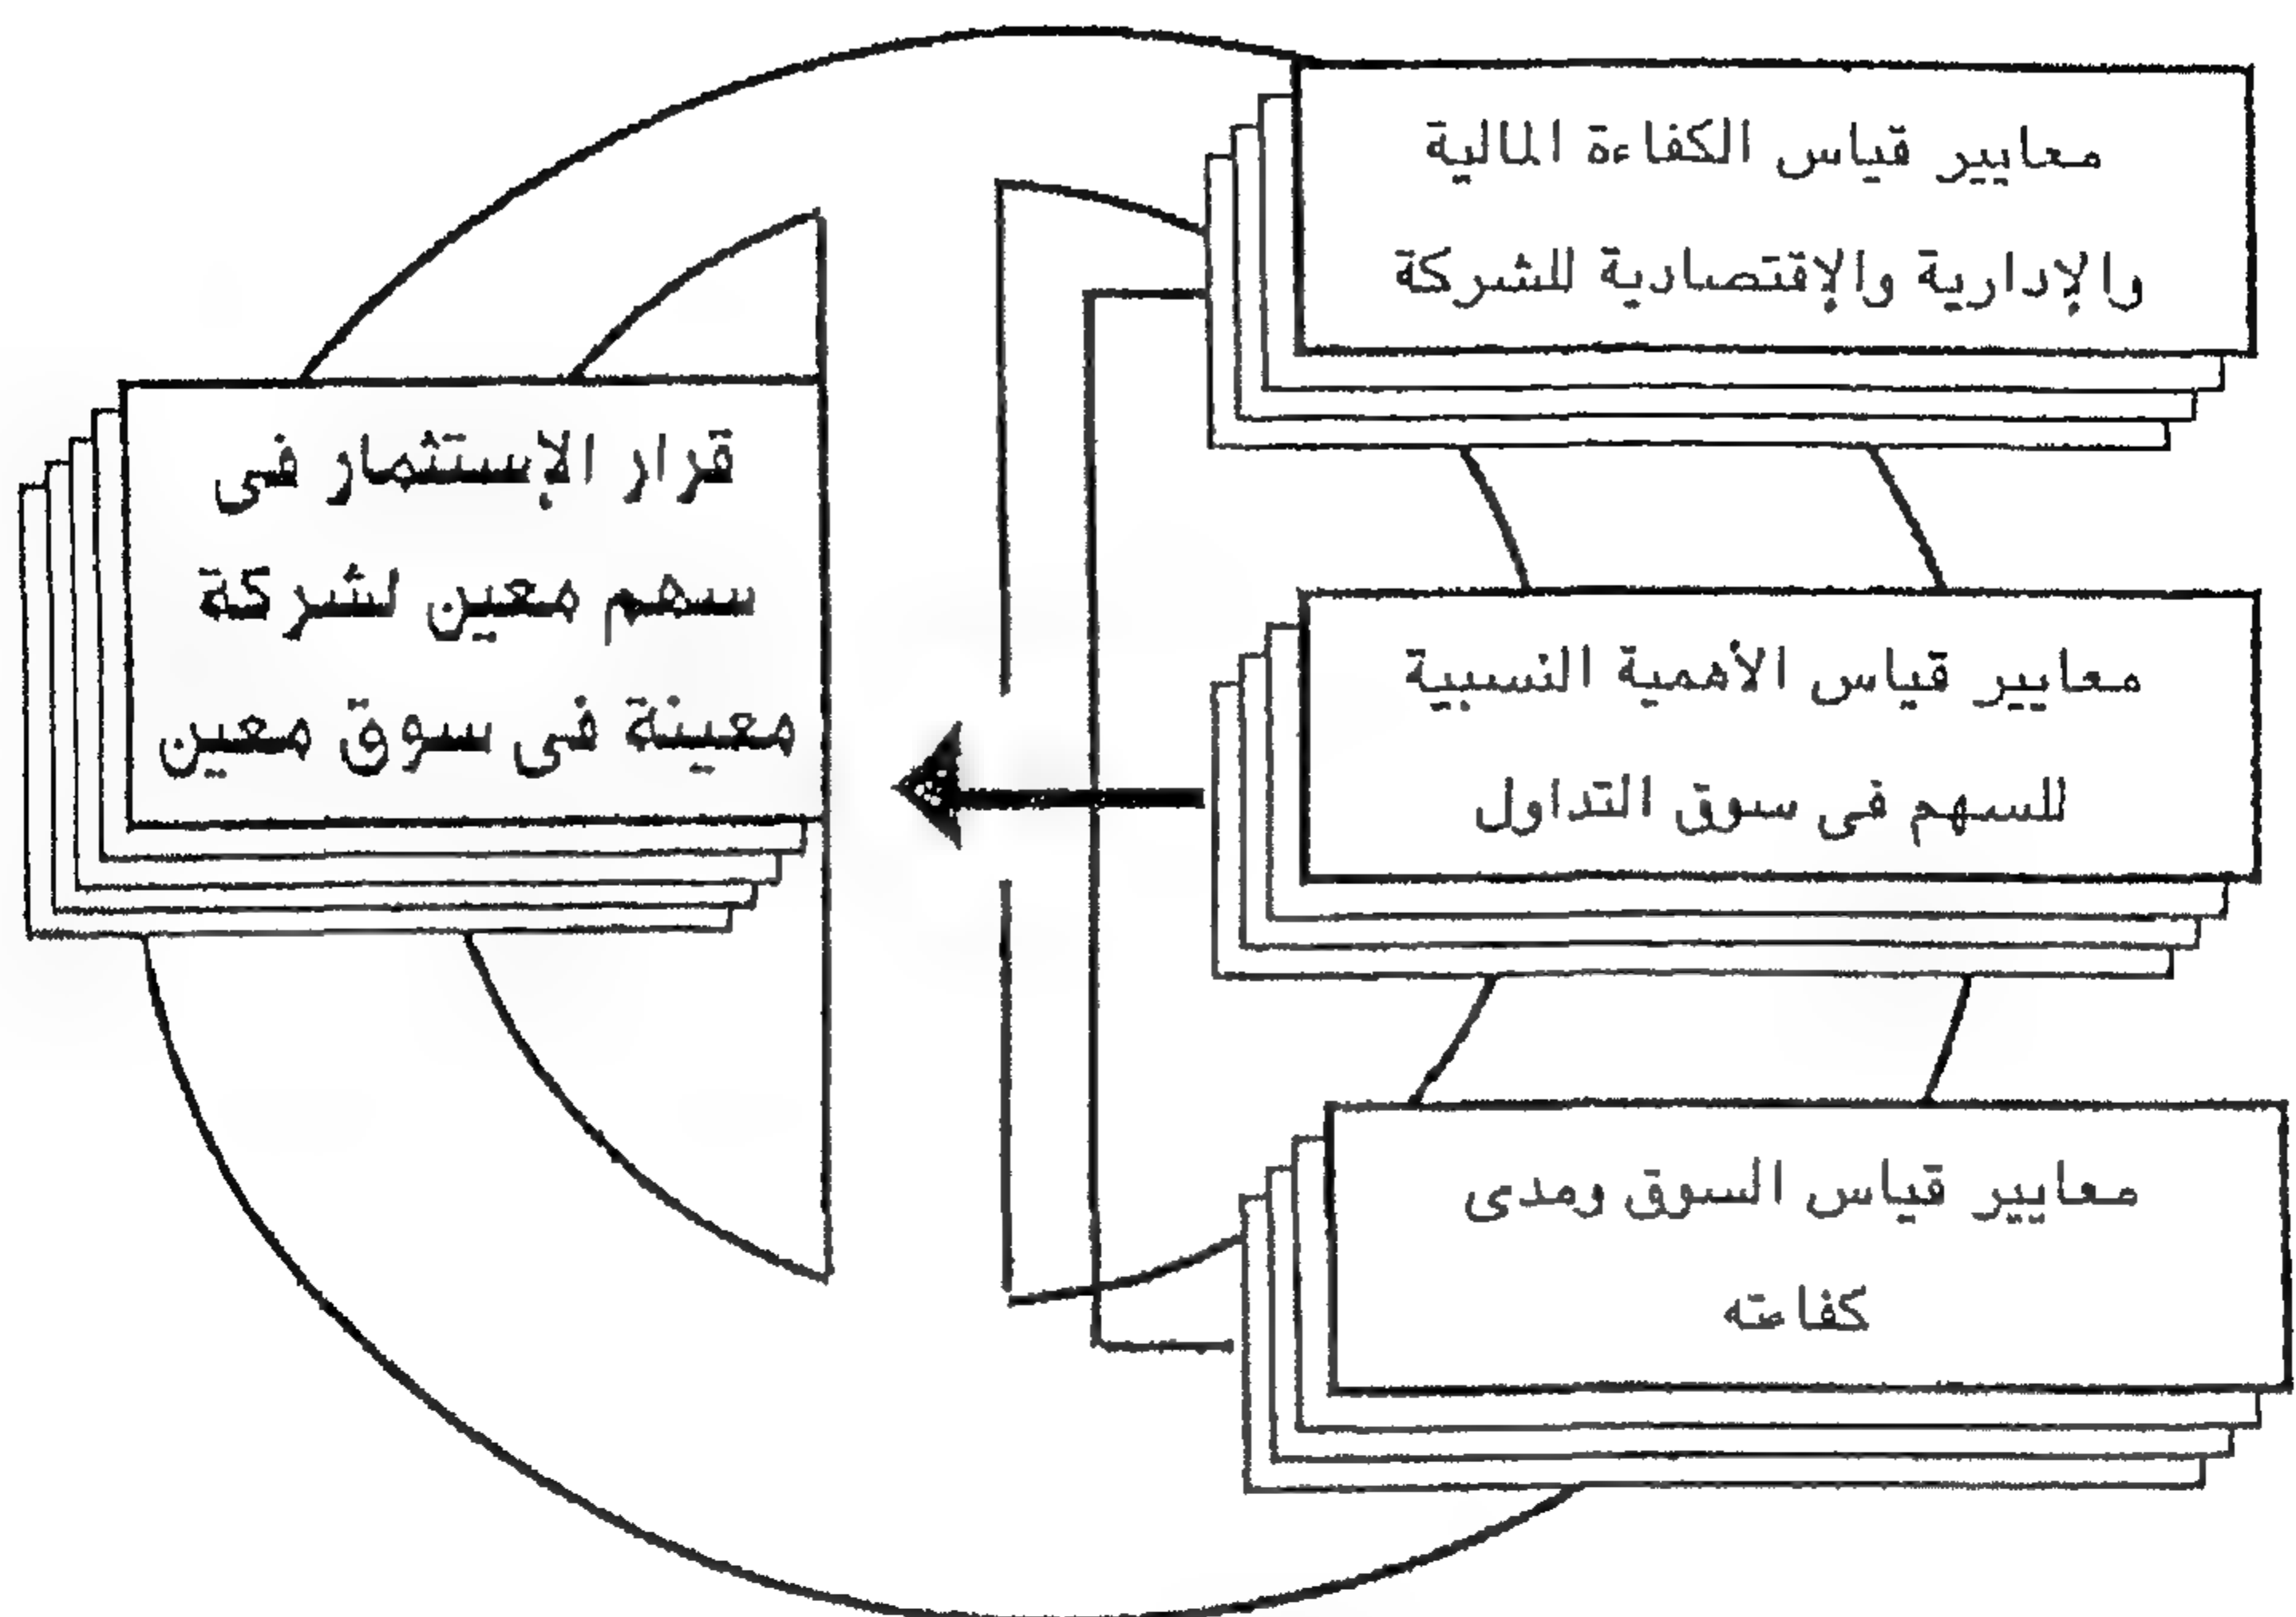 معايير قياس الكفاءة المالية
والإدارية والإقتصادية للشركة
معايير قياس الأهمية النسبية
للسهم فى سوق التداول
معايير قياس السوق ومدى
كفاءته
قرار الإستثمار فى
سهم معين لشركة
معينة فى سوق معين